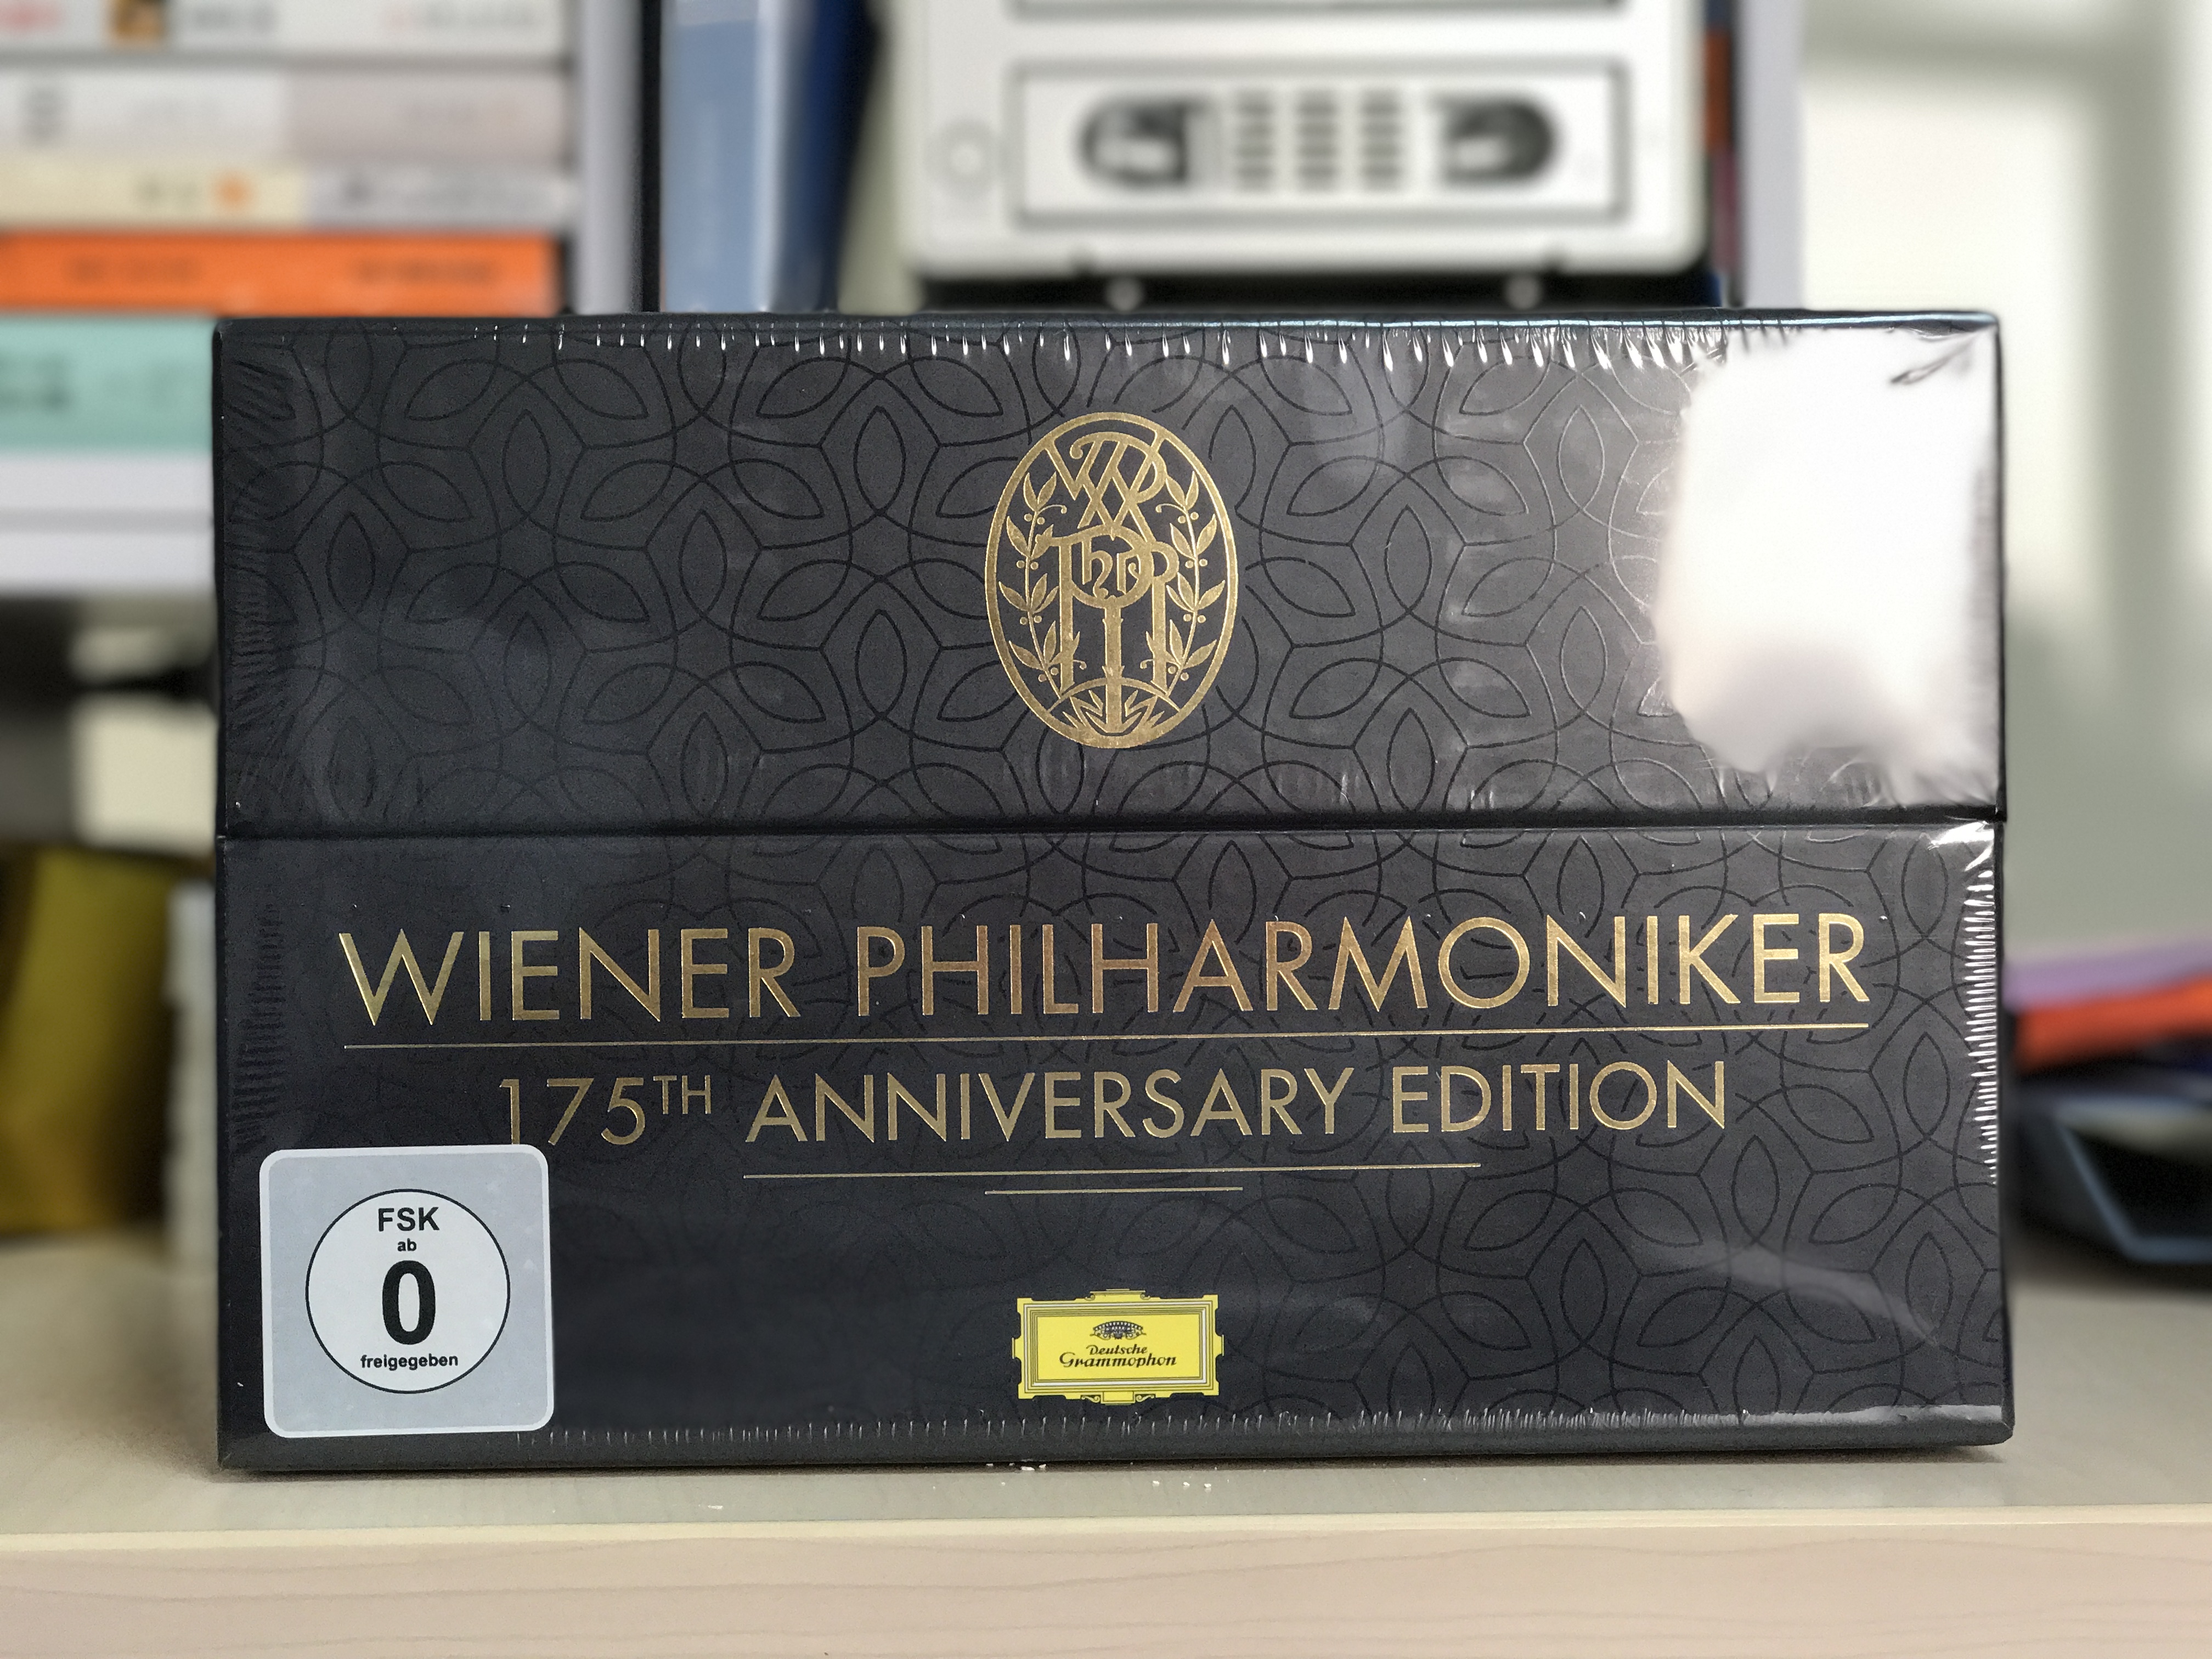 WIENER PHILHARMONIKER
175TH ANNIVERSARY EDITION
FSK
ab
0
freigegeben
Deutsche
Grammophon